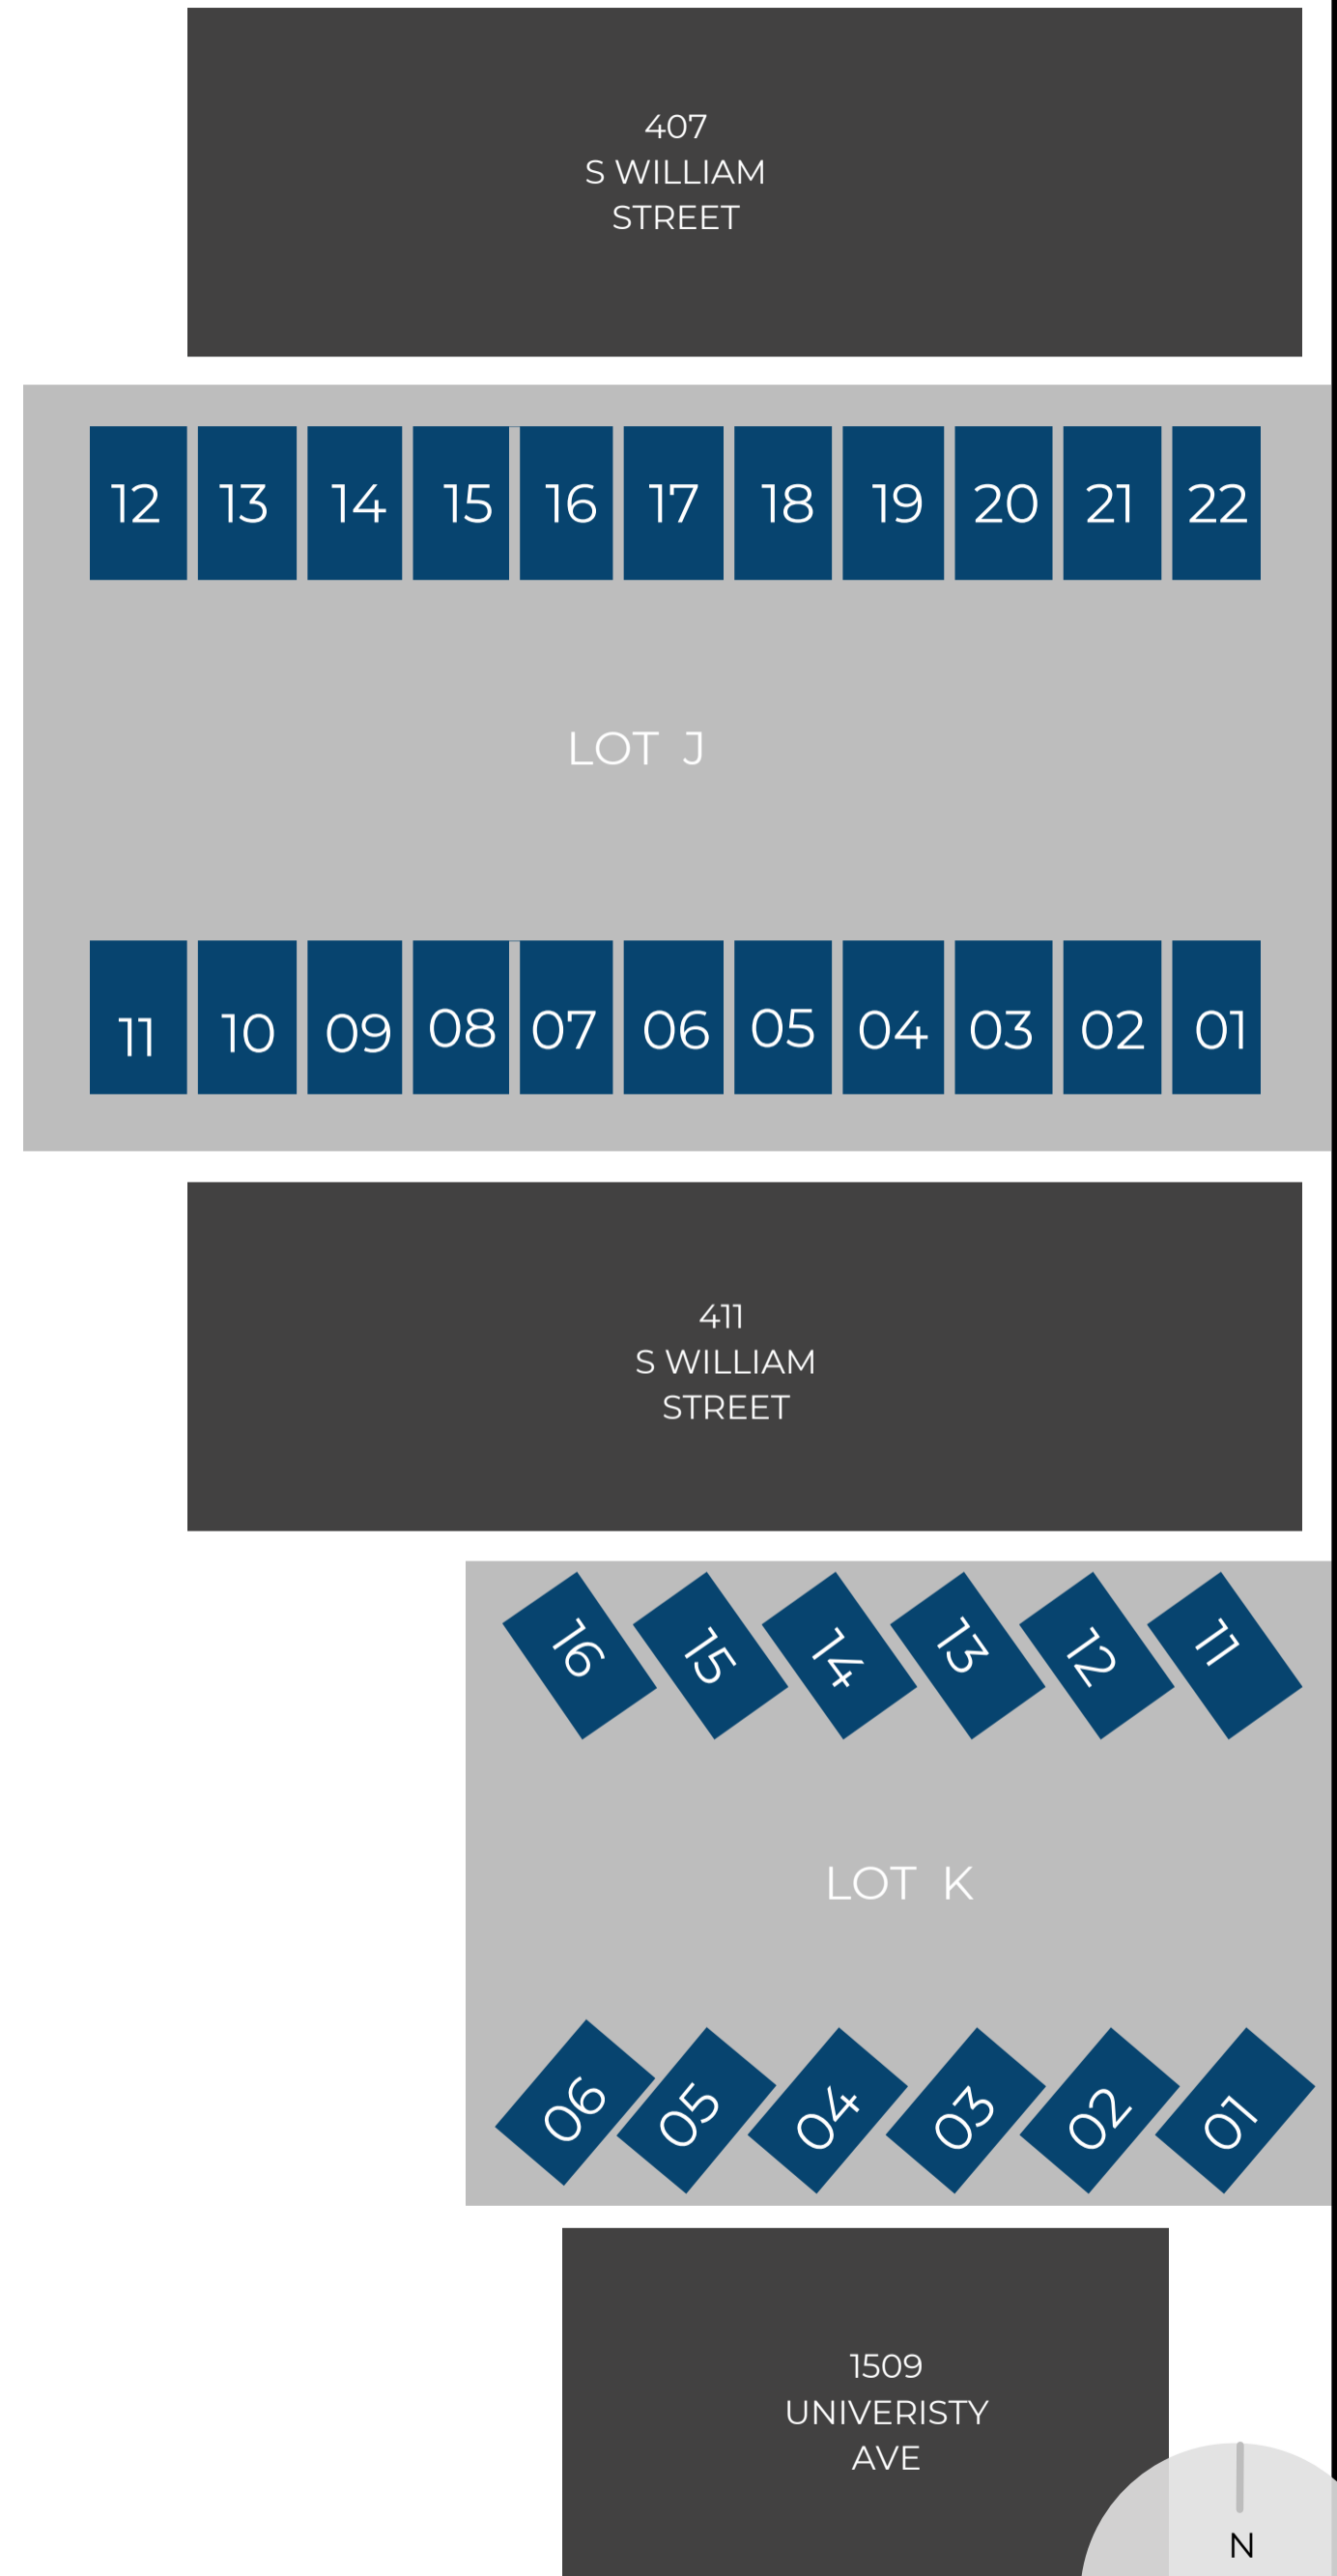 407
S WILLIAM
STREET
12 13 14 15 16 17 18 19 20 21 22
LOT J
11 10 09 08 07 06 05 04 03 02 01
411
S WILLIAM
STREET
16 15 14 13 12 11
LOT K
06 05 04 03 02 01
1509
UNIVERISTY
AVE
N